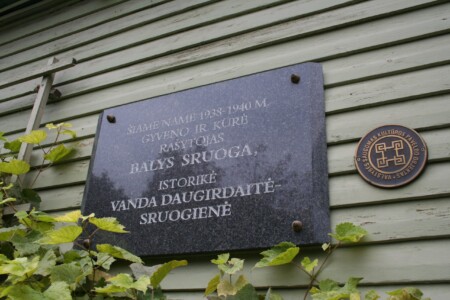 ŠIAME NAME 1938-1940 M.
GYVENO IR KŪRĖ
RAŠYTOJAS
BALYS SRUOGA,
ISTORIKĖ
VANDA DAUGIRDAITĖ-
SRUOGIENĖ